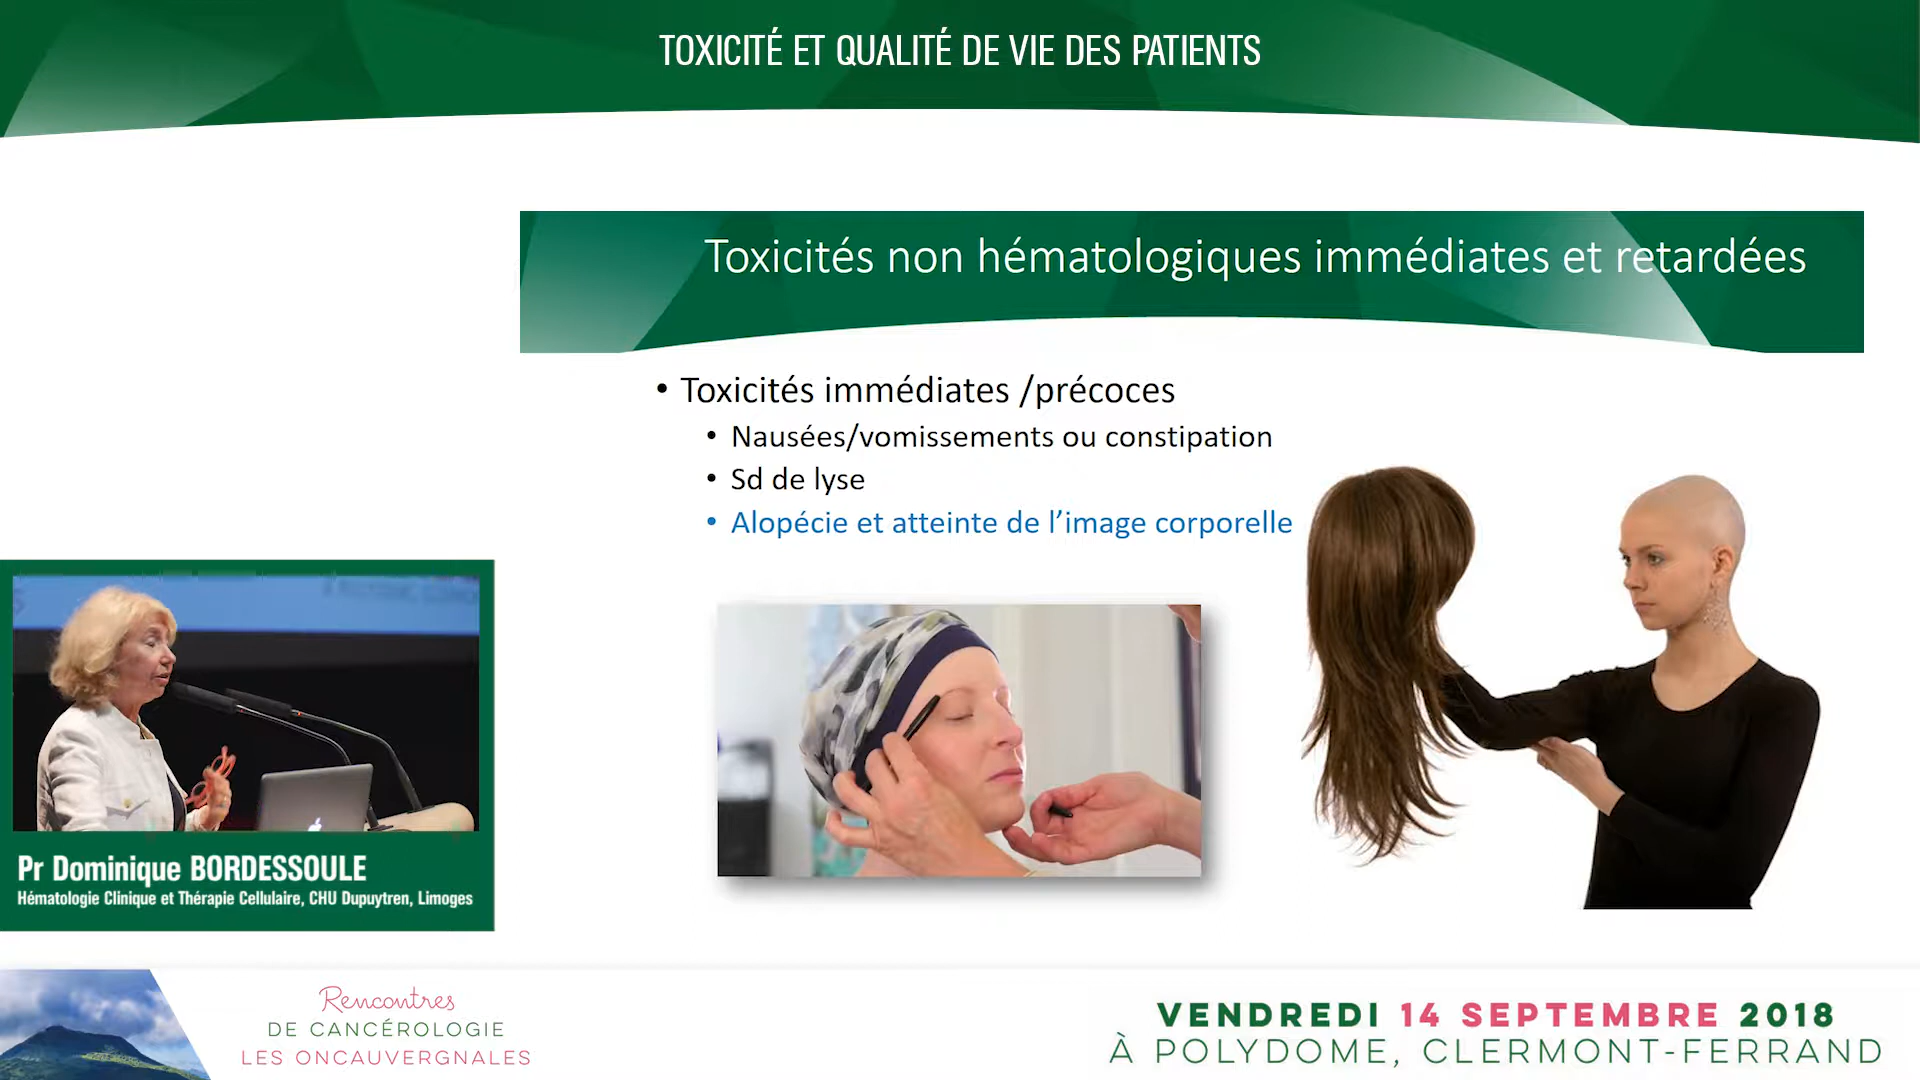 TOXICITÉ ET QUALITÉ DE VIE DES PATIENTS
Toxicités non hématologiques immédiates et retardées
• Toxicités immédiates /précoces
• Nausées/vomissements ou constipation
• Sd de lyse
• Alopécie et atteinte de l’image corporelle
Pr Dominique BORDESSOULE
Hématologie Clinique et Thérapie Cellulaire, CHU Dupuytren, Limoges
Rencontres
DE CANCÉROLOGIE
LES ONCAUVERGNALES
VENDREDI 14 SEPTEMBRE 2018
À POLYDOME, CLERMONT-FERRAND